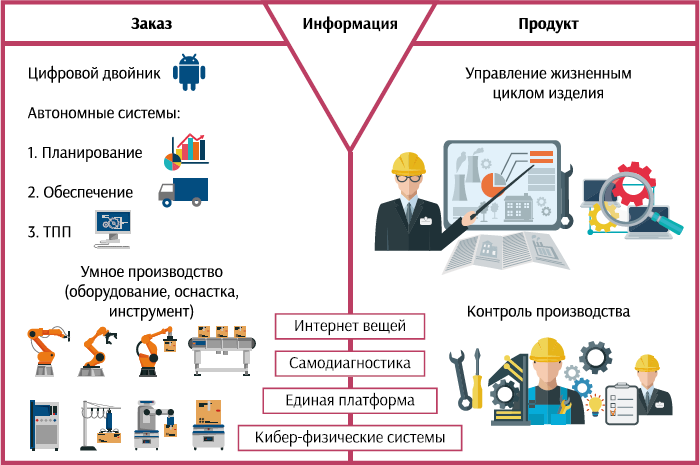 Заказ
Информация
Продукт
Цифровой двойник
Автономные системы:
1. Планирование
2. Обеспечение
3. ТПП
Умное производство
(оборудование, оснастка,
инструмент)
Интернет вещей
Самодиагностика
Единая платформа
Кибер-физические системы
Управление жизненным
циклом изделия
Контроль производства